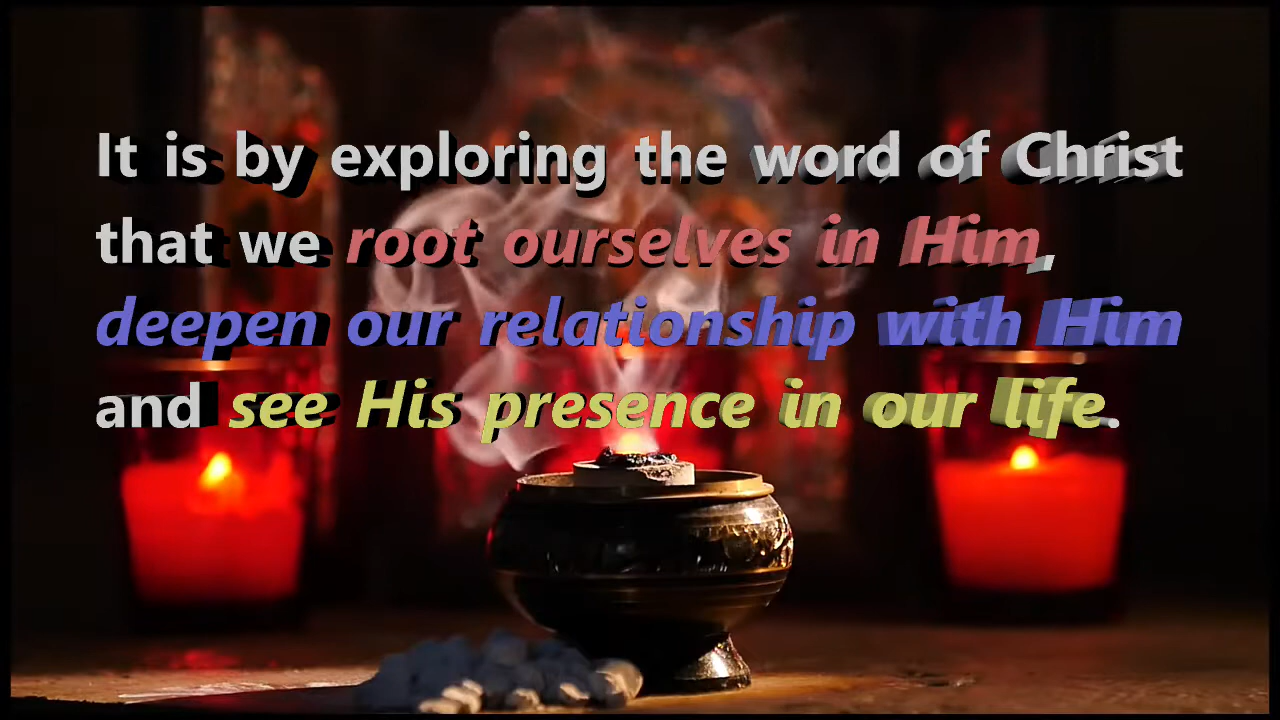 It is by exploring the word of Christ
that we root ourselves in Him,
deepen our relationship with Him
and see His presence in our life.